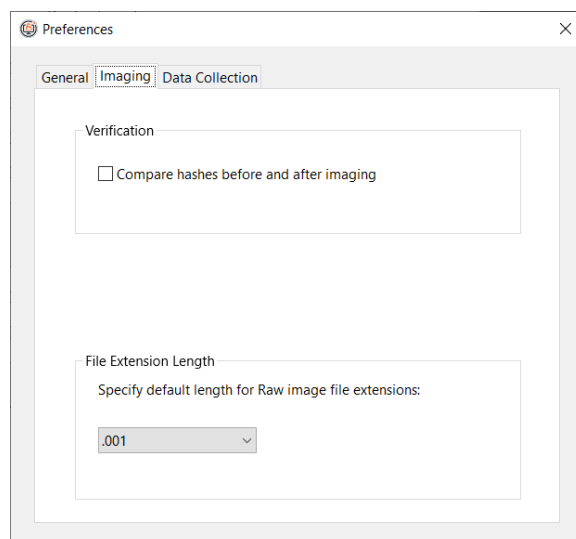 Preferences
General Imaging Data Collection
Verification
Compare hashes before and after imaging
File Extension Length
Specify default length for Raw image file extensions:
.001